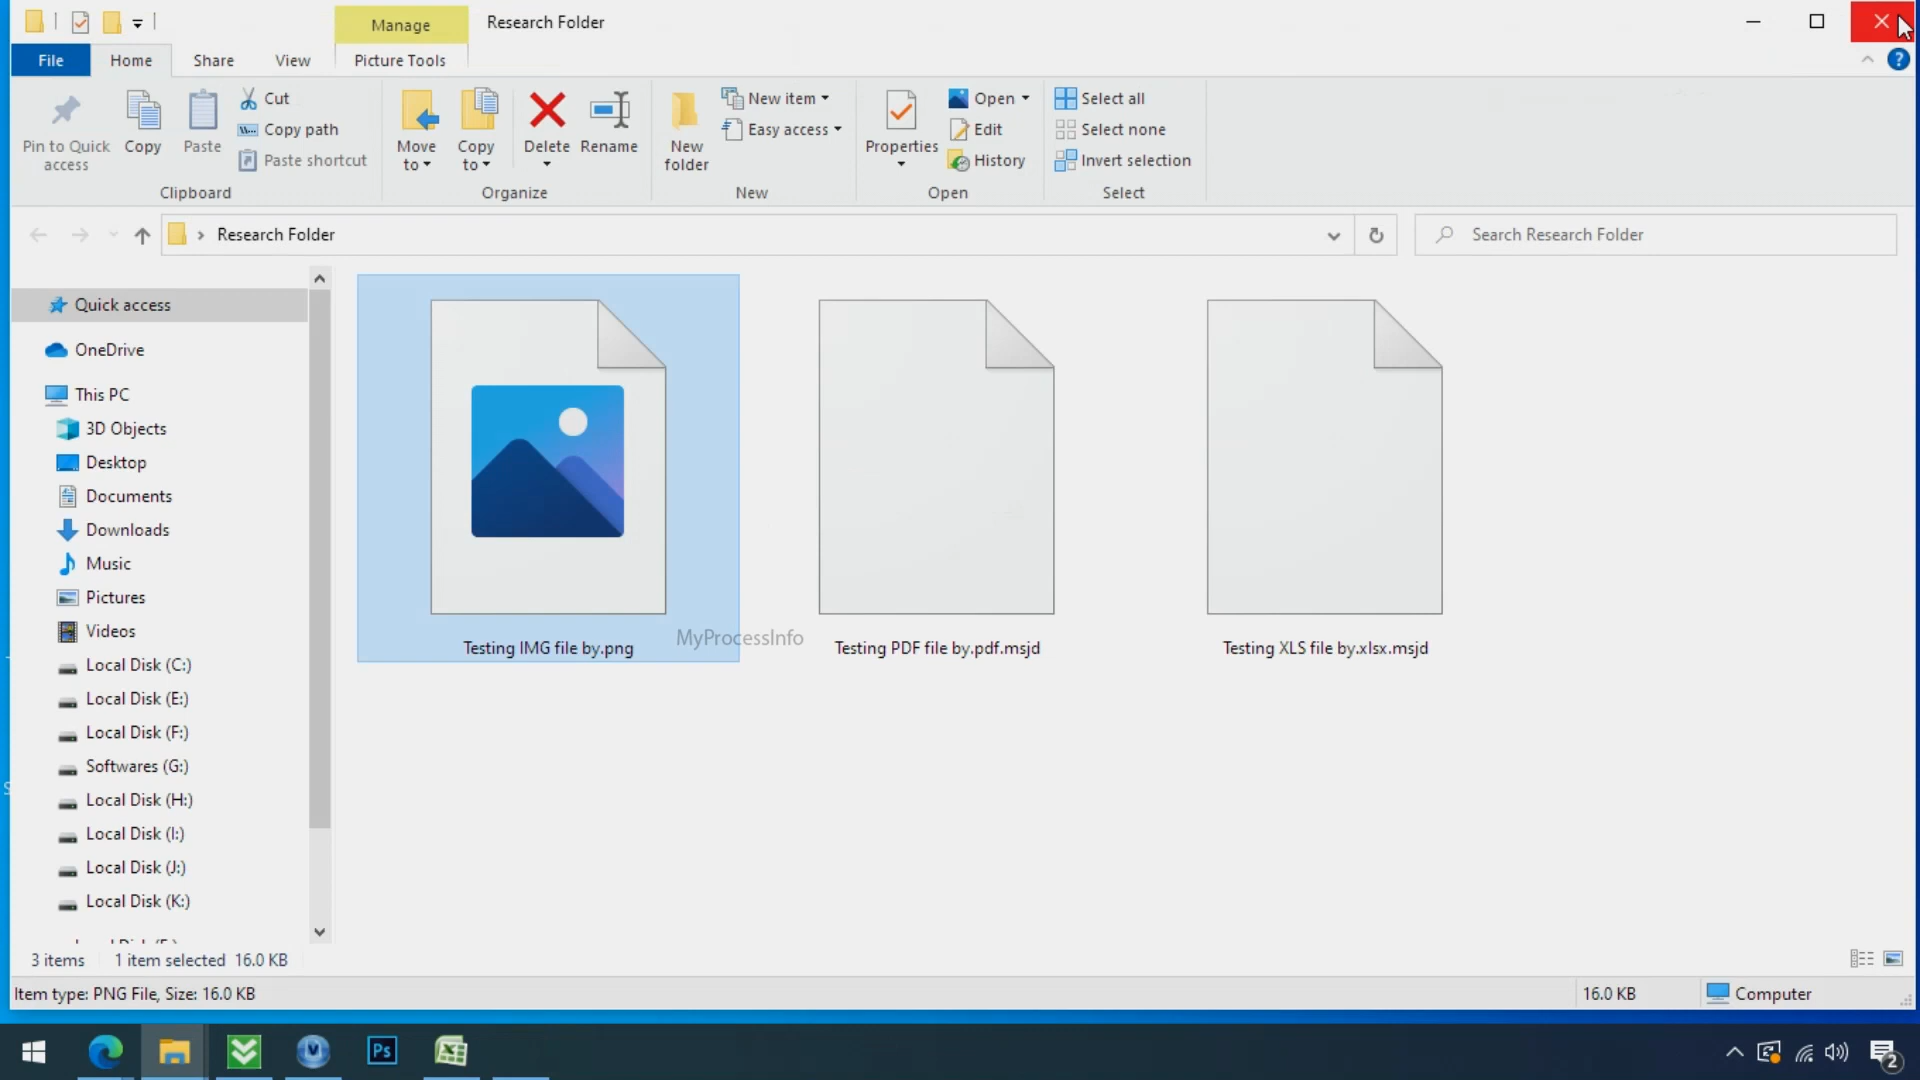 Manage
Research Folder
File
Home
Share
View
Picture Tools
Pin to Quick access
Copy
Paste
Cut
Copy path
Paste shortcut
Clipboard
Move to
Copy to
Delete
Rename
Organize
New folder
New item
Easy access
New
Properties
Open
Edit
History
Open
Select all
Select none
Invert selection
Select
Research Folder
Search Research Folder
Quick access
OneDrive
This PC
3D Objects
Desktop
Documents
Downloads
Music
Pictures
Videos
Local Disk (C:)
Local Disk (E:)
Local Disk (F:)
Softwares (G:)
Local Disk (H:)
Local Disk (I:)
Local Disk (J:)
Local Disk (K:)
Testing IMG file by.png
MyProcessInfo
Testing PDF file by.pdf.msjd
Testing XLS file by.xlsx.msjd
3 items
1 item selected 16.0 KB
Item type: PNG File, Size: 16.0 KB
16.0 KB
Computer
Ps
2